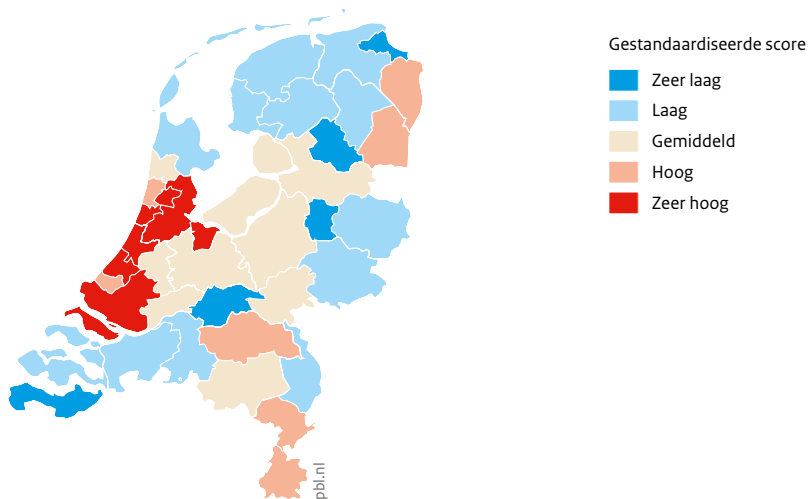 Gestandaardiseerde score
Zeer laag
Laag
Gemiddeld
Hoog
Zeer hoog
pbl.nl